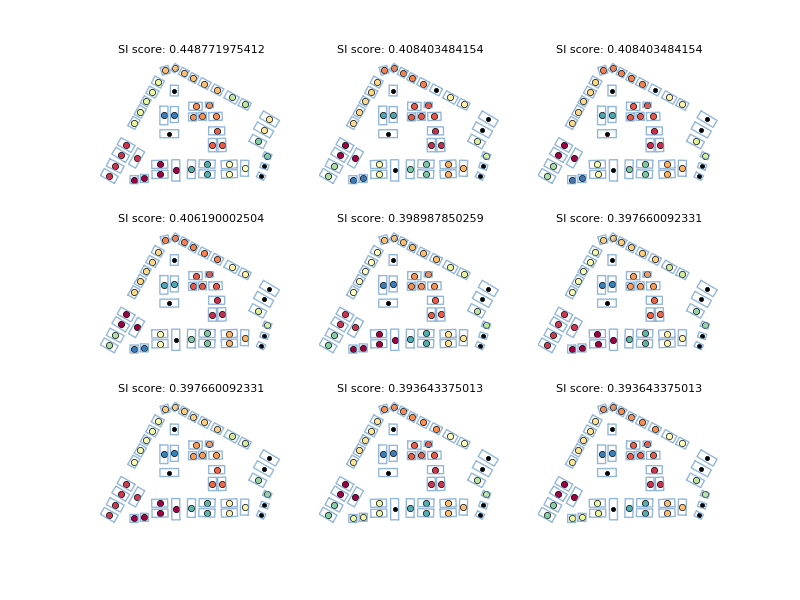 SI score: 0.448771975412
SI score: 0.408403484154
SI score: 0.408403484154
SI score: 0.406190002504
SI score: 0.398987850259
SI score: 0.397660092331
SI score: 0.397660092331
SI score: 0.393643375013
SI score: 0.393643375013